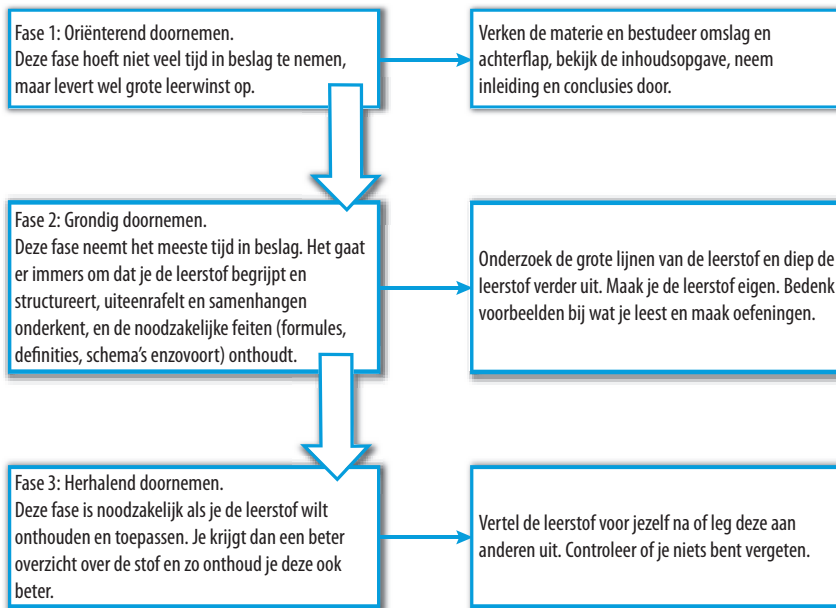 Fase 1: Oriënterend doornemen.
Deze fase hoeft niet veel tijd in beslag te nemen,
maar levert wel grote leerwinst op.
Verken de materie en bestudeer omslag en
achterflap, bekijk de inhoudsopgave, neem
inleiding en conclusies door.
Fase 2: Grondig doornemen.
Deze fase neemt het meeste tijd in beslag. Het gaat
er immers om dat je de leerstof begrijpt en
structureert, uiteenrafelt en samenhangen
onderkent, en de noodzakelijke feiten (formules,
definities, schema's enzovoort) onthoudt.
Onderzoek de grote lijnen van de leerstof en diep de
leerstof verder uit. Maak je de leerstof eigen. Bedenk
voorbeelden bij wat je leest en maak oefeningen.
Fase 3: Herhalend doornemen.
Deze fase is noodzakelijk als je de leerstof wilt
onthouden en toepassen. Je krijgt dan een beter
overzicht over de stof en zo onthoud je deze ook
beter.
Vertel de leerstof voor jezelf na of leg deze aan
anderen uit. Controleer of je niets bent vergeten.